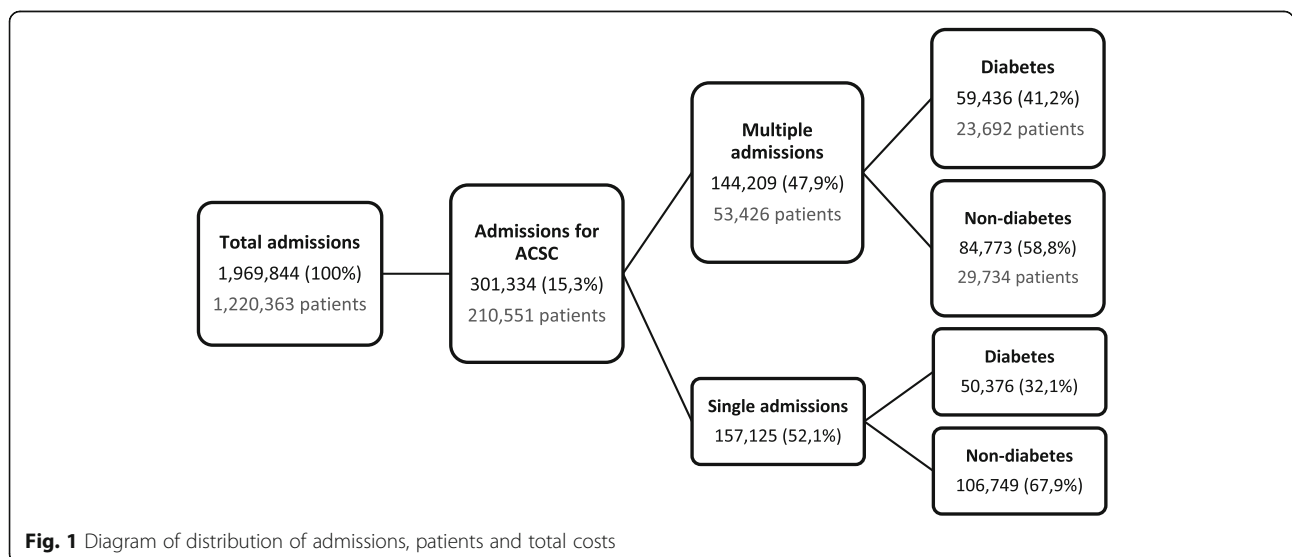 Total admissions
1,969,844 (100%)
1,220,363 patients
Admissions for
ACSC
301,334 (15,3%)
210,551 patients
Multiple
admissions
144,209 (47,9%)
53,426 patients
Diabetes
59,436 (41,2%)
23,692 patients
Non-diabetes
84,773 (58,8%)
29,734 patients
Single admissions
157,125 (52,1%)
Diabetes
50,376 (32,1%)
Non-diabetes
106,749 (67,9%)
Fig. 1 Diagram of distribution of admissions, patients and total costs